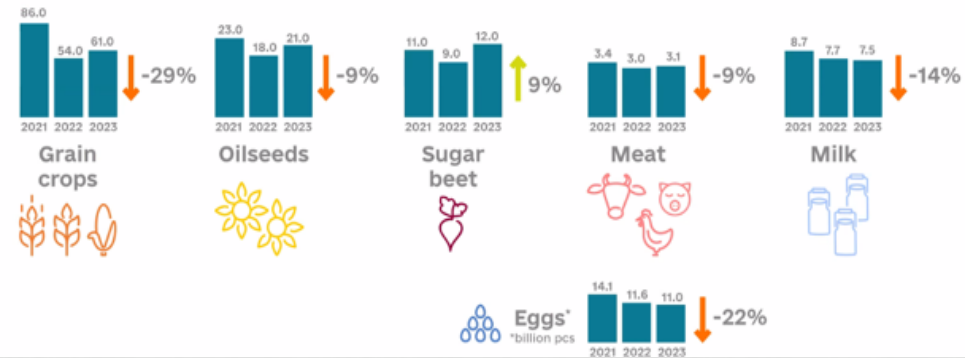 86.0
54.0
61.0
-29%
2021 2022 2023
Grain
crops
23.0
18.0
21.0
-9%
2021 2022 2023
Oilseeds
11.0
9.0
12.0
9%
2021 2022 2023
Sugar
beet
3.4
3.0
3.1
-9%
2021 2022 2023
Meat
8.7
7.7
7.5
-14%
2021 2022 2023
Milk
Eggs*
*billion pcs
14.1
11.6
11.0
-22%
2021 2022 2023